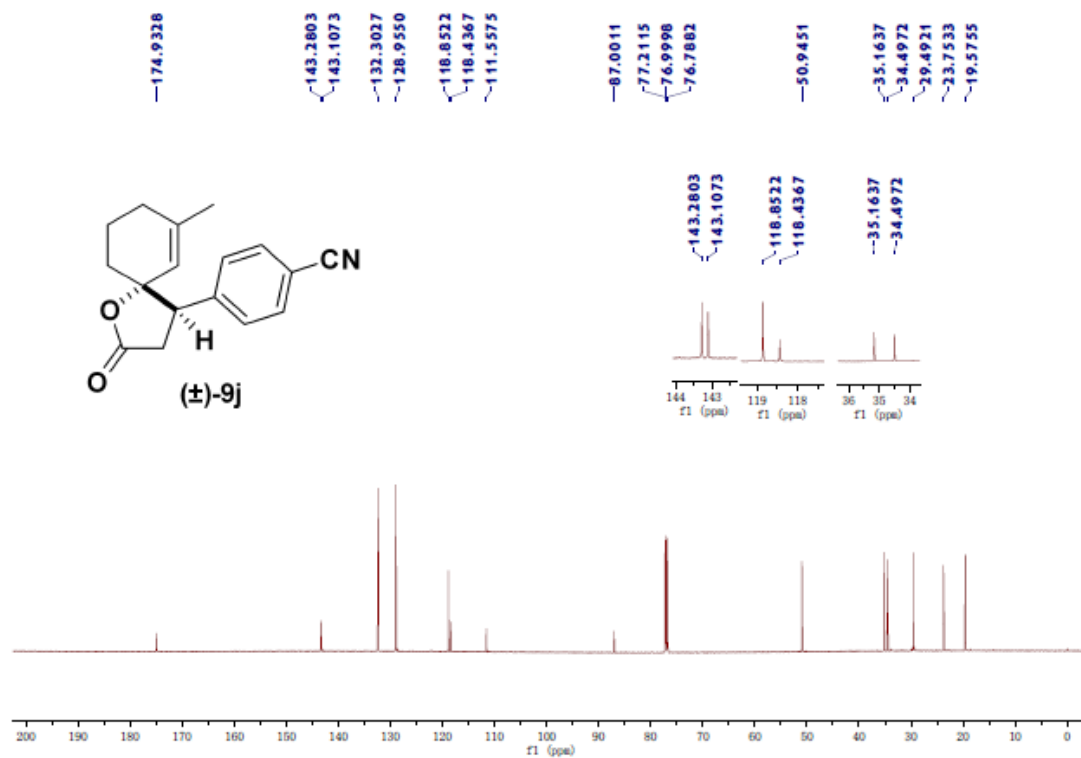 174.9328
143.2803
143.1073
132.3027
128.9550
118.8522
118.4367
111.5575
87.0011
77.2115
76.9998
76.7882
50.9451
35.1637
34.4972
29.4921
23.7533
19.5755
143.2803
143.1073
118.8522
118.4367
35.1637
34.4972
CN
O
H
O
(±)-9j
144 143
f1 (ppm)
119 118
f1 (ppm)
36 35 34
f1 (ppm)
200 190 180 170 160 150 140 130 120 110 100 90 80 70 60 50 40 30 20 10 0
f1 (ppm)